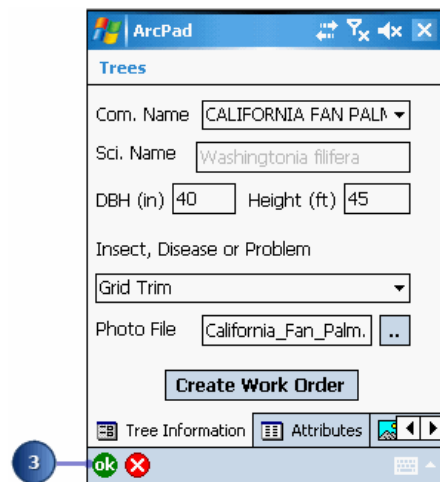 ArcPad
Trees
Com. Name CALIFORNIA FAN PALM
Sci. Name Washingtonia filifera
DBH (in) 40 Height (ft) 45
Insect, Disease or Problem
Grid Trim
Photo File California_Fan_Palm. ..
Create Work Order
Tree Information Attributes
3 ok